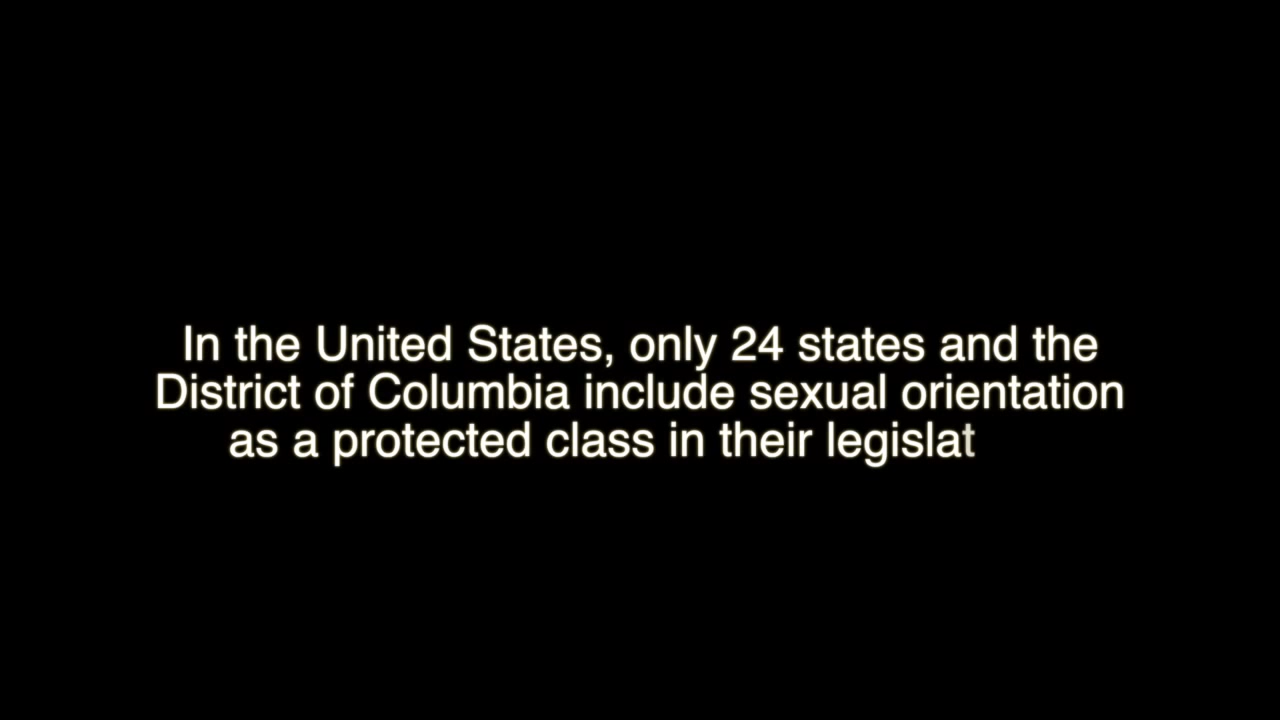 In the United States, only 24 states and the
District of Columbia include sexual orientation
as a protected class in their legislat